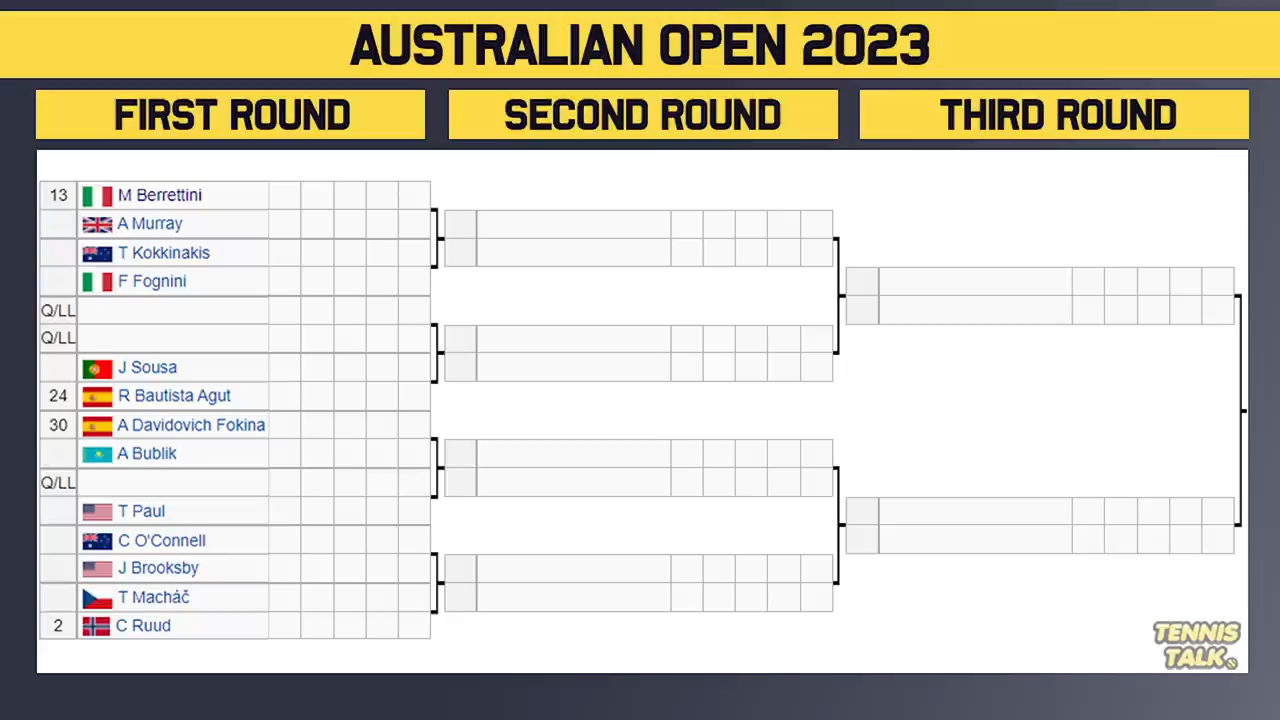 AUSTRALIAN OPEN 2023
FIRST ROUND
SECOND ROUND
THIRD ROUND
13 M Berrettini
A Murray
T Kokkinakis
F Fognini
Q/LL
Q/LL
J Sousa
24 R Bautista Agut
30 A Davidovich Fokina
A Bublik
Q/LL
T Paul
C O'Connell
J Brooksby
T Macháč
2 C Ruud
TENNIS
TALK